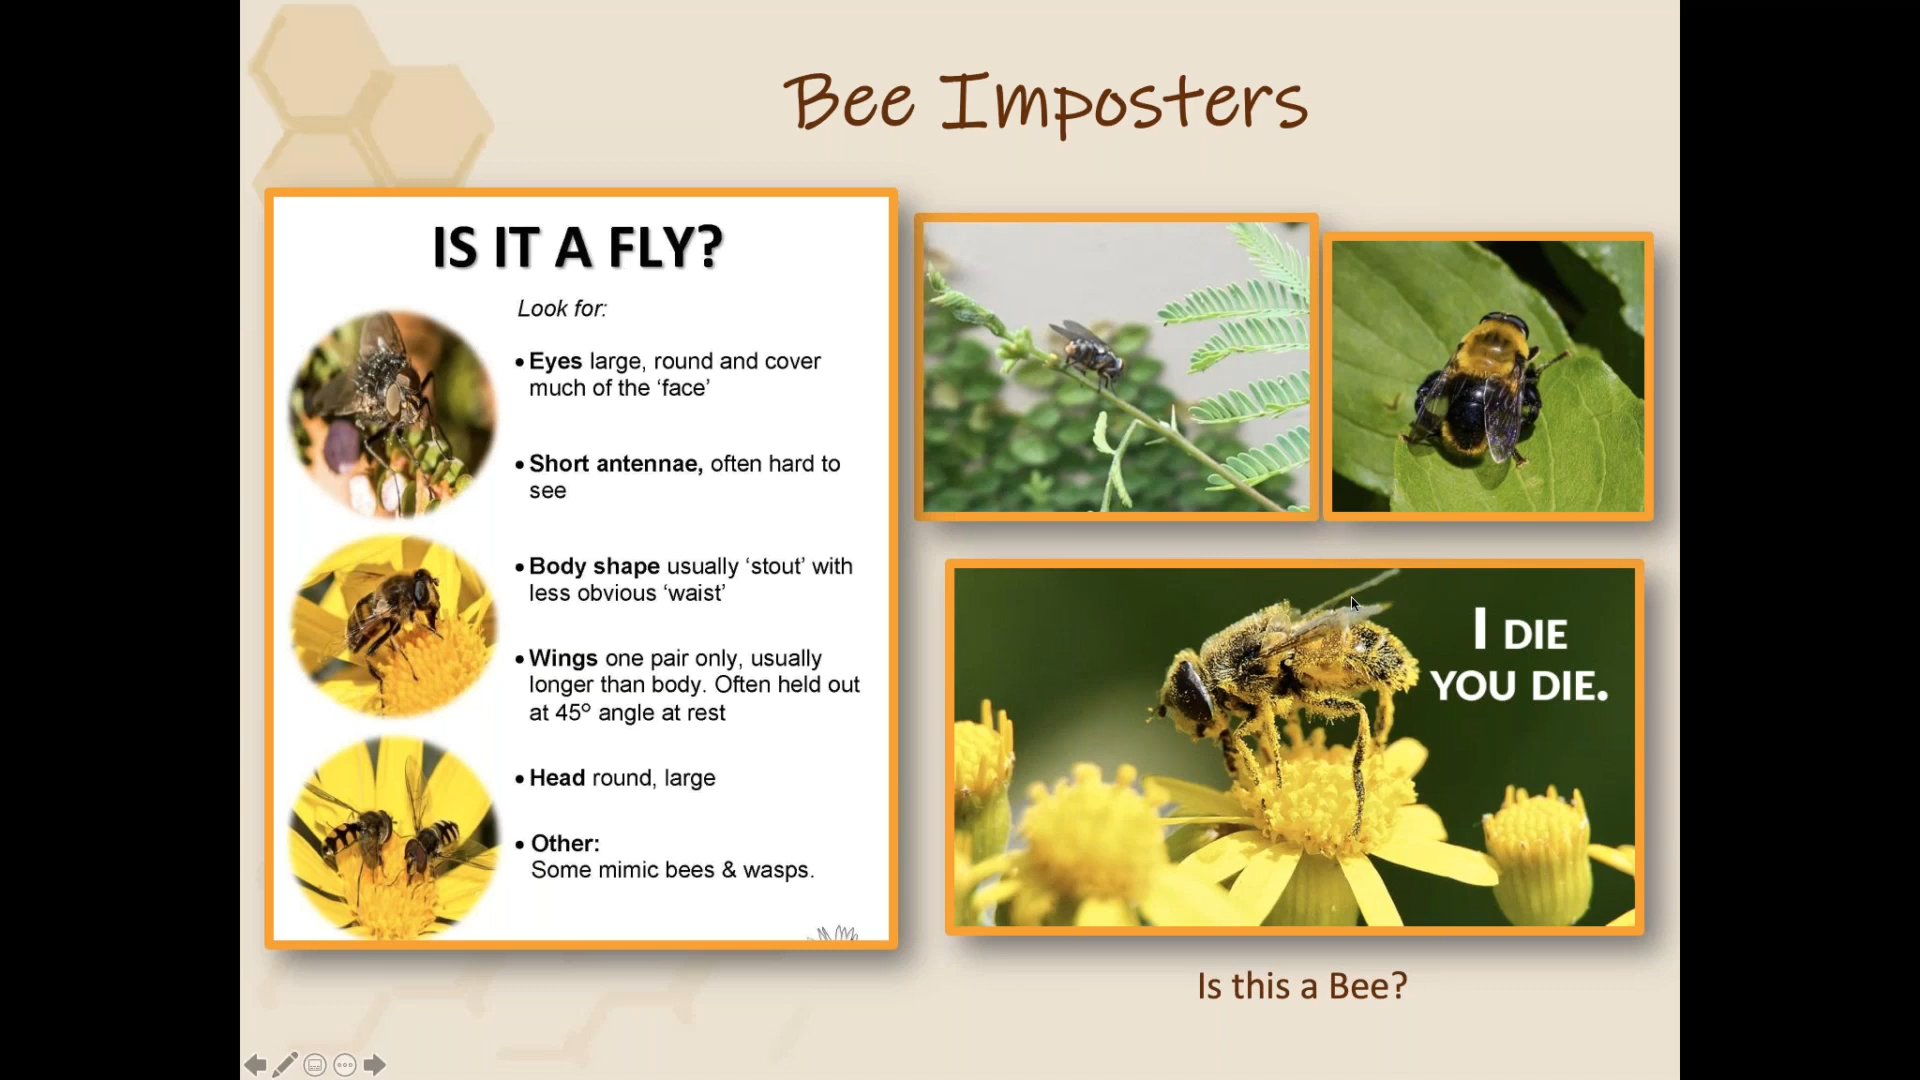 Bee Imposters
IS IT A FLY?
Look for:
• Eyes large, round and cover
much of the ‘face’
• Short antennae, often hard to
see
• Body shape usually ‘stout’ with
less obvious ‘waist’
• Wings one pair only, usually
longer than body. Often held out
at 45º angle at rest
• Head round, large
• Other:
Some mimic bees & wasps.
I DIE
YOU DIE.
Is this a Bee?